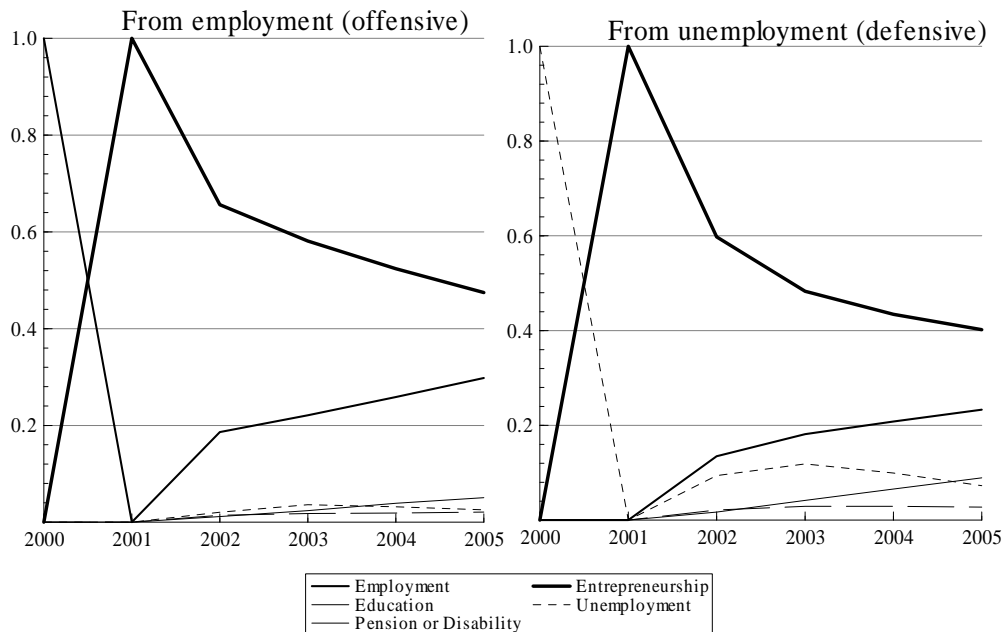 From employment (offensive)
From unemployment (defensive)
1.0
0.8
0.6
0.4
0.2
2000 2001 2002 2003 2004 2005
1.0
0.8
0.6
0.4
0.2
2000 2001 2002 2003 2004 2005
Employment Entrepreneurship
Education Unemployment
Pension or Disability